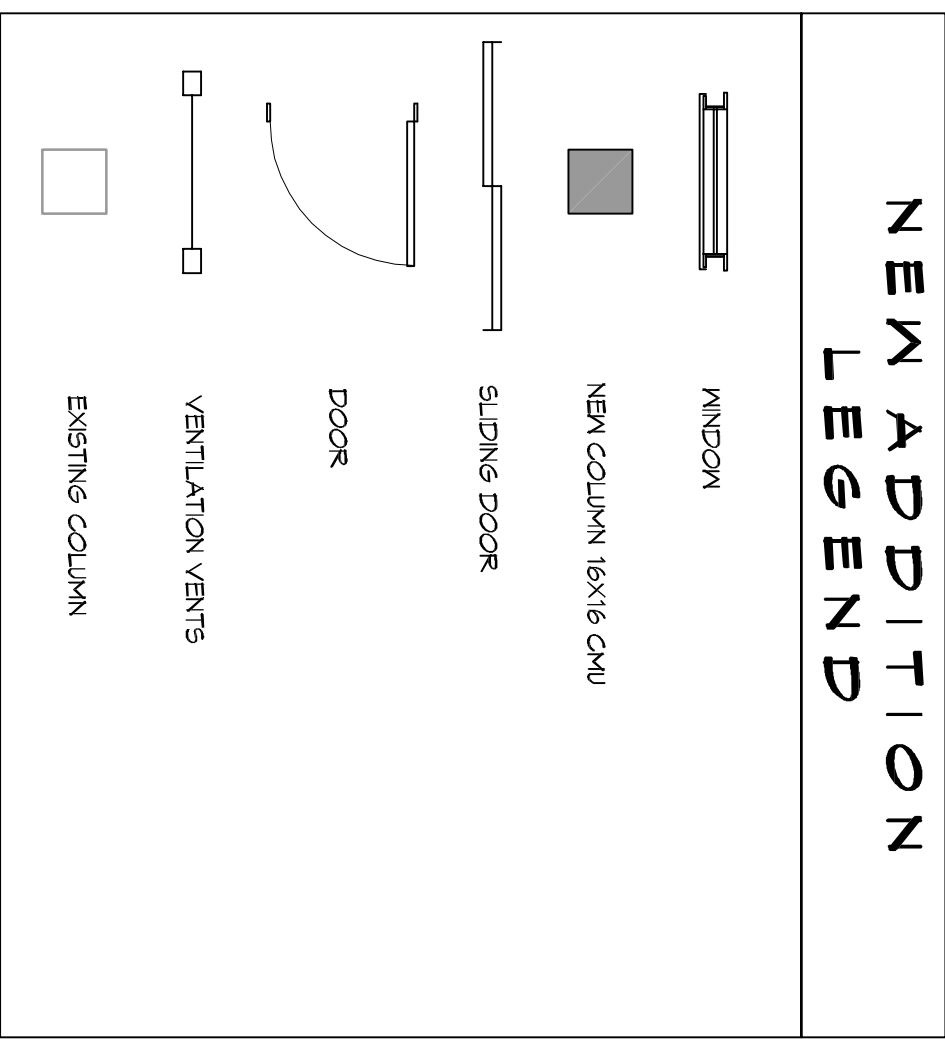 NEW ADDITION
LEGEND
WINDOW
NEW COLUMN 16X16 CMU
SLIDING DOOR
DOOR
VENTILATION VENTS
EXISTING COLUMN